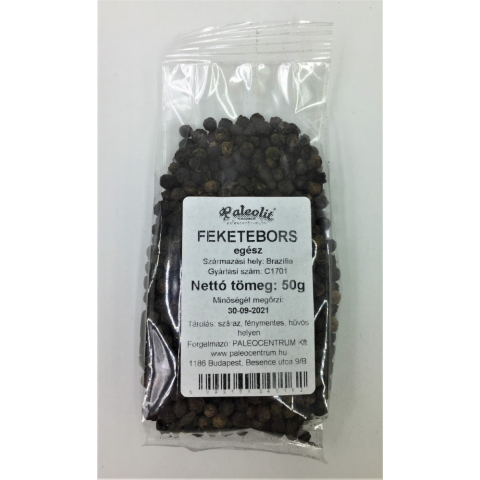 Paleolit
FEKETEBORS
egész
Származási hely: Brazília
Gyártási szám: C1701
Nettó tömeg: 50g
Minőségét megőrzi:
30-09-2021
Tárolás: száraz, fénymentes, hűvös
helyen
Forgalmazó: PALEOCENTRUM Kft
www.paleocentrum.hu
1186 Budapest, Besence utca 9/B